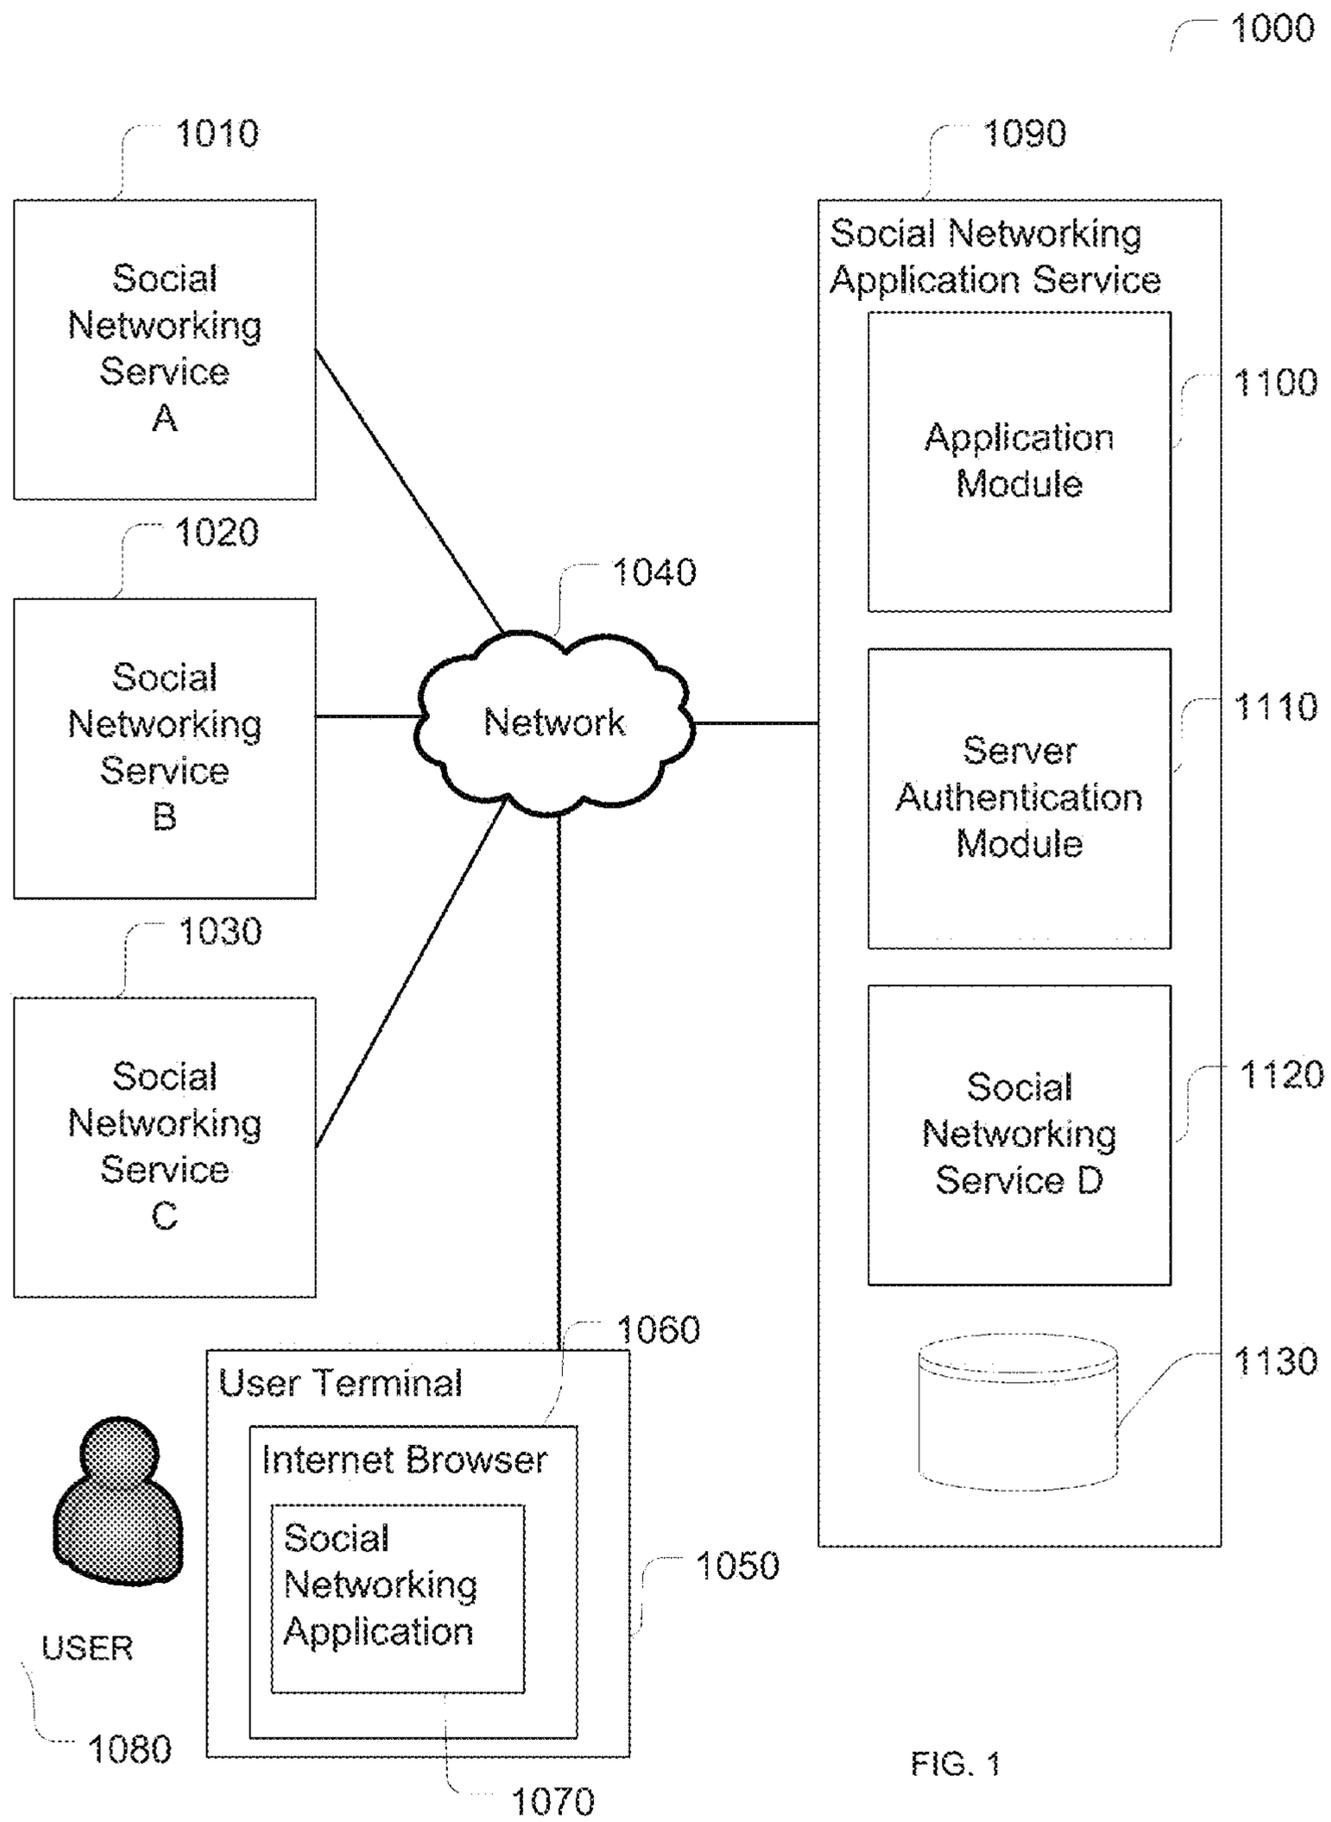 1000
1010
Social
Networking
Service
A
1020
Social
Networking
Service
B
1030
Social
Networking
Service
C
1040
Network
1090
Social Networking
Application Service
1100
Application
Module
1110
Server
Authentication
Module
1120
Social
Networking
Service D
1130
1060
User Terminal
Internet Browser
Social
Networking
Application
1050
1070
USER
1080
FIG. 1